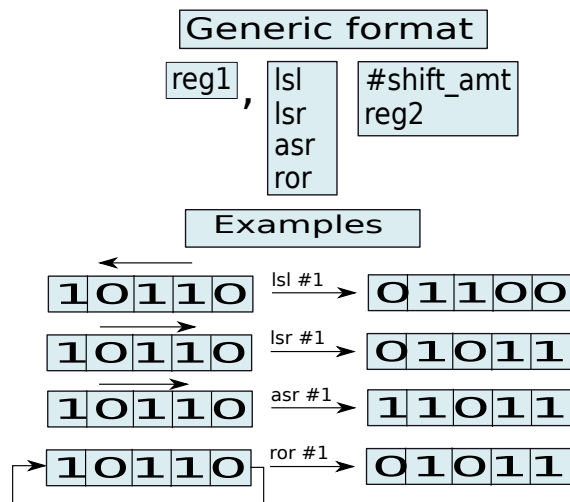 Generic format
reg1 , lsl #shift_amt
lsr reg2
asr
ror
Examples
10110 lsl #1 01100
10110 lsr #1 01011
10110 asr #1 11011
10110 ror #1 01011